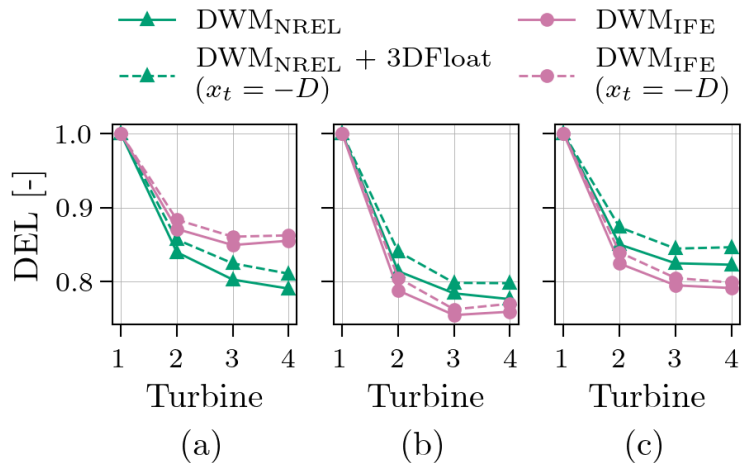 DWM_NREL
DWM_IFE
DWM_NREL + 3DFloat
(x_t = −D)
DWM_IFE
(x_t = −D)
DEL [-]
1.0
0.9
0.8
1 2 3 4
1 2 3 4
1 2 3 4
Turbine
Turbine
Turbine
(a)
(b)
(c)